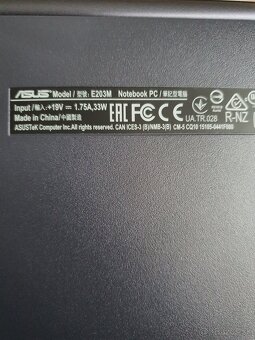 ASUS Model / 型號: E203M Notebook PC / 筆記型電腦
Input /輸入: +19V ⎓ 1.75A,33W
Made in China/中國製造
ASUSTeK Computer Inc.All rights reserved. CAN ICES-3 (B)/NMB-3(B)
EAC CE
UA.TR.028
R-NZ